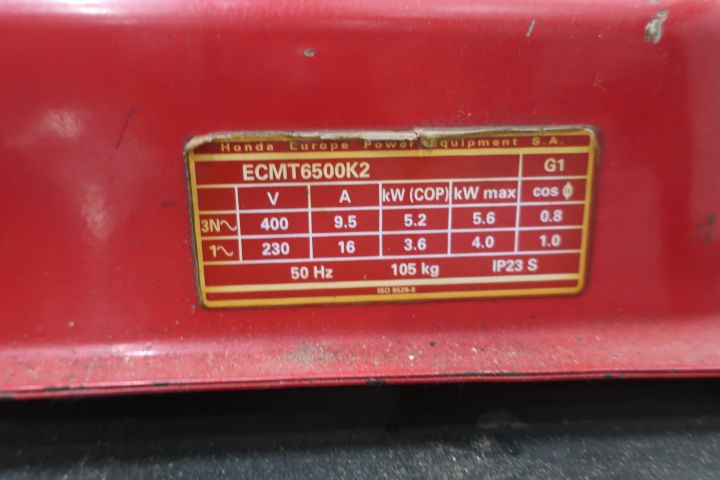 Honda Europe Power Equipment S.A.
ECMT6500K2 G1
V A kW (COP) kW max cos ϕ
3N∿ 400 9.5 5.2 5.6 0.8
1∿ 230 16 3.6 4.0 1.0
50 Hz 105 kg IP23 S
ISO 8528-8